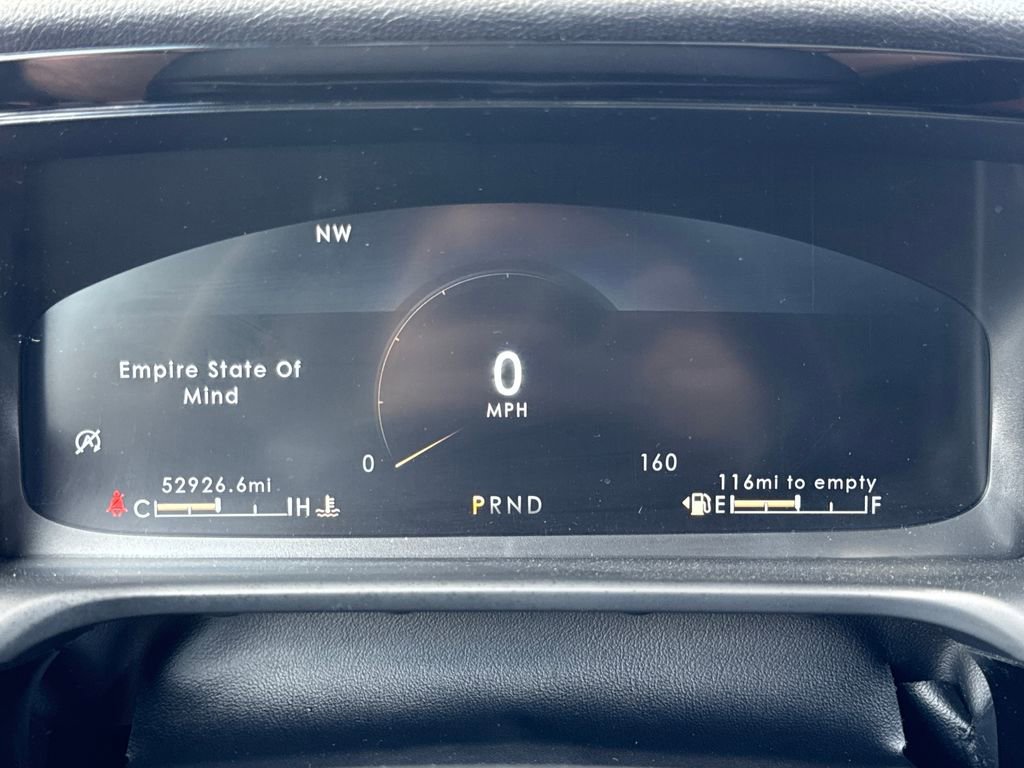 NW
Empire State Of
Mind
0
MPH
0
160
52926.6mi
116mi to empty
C H
PRND
E F